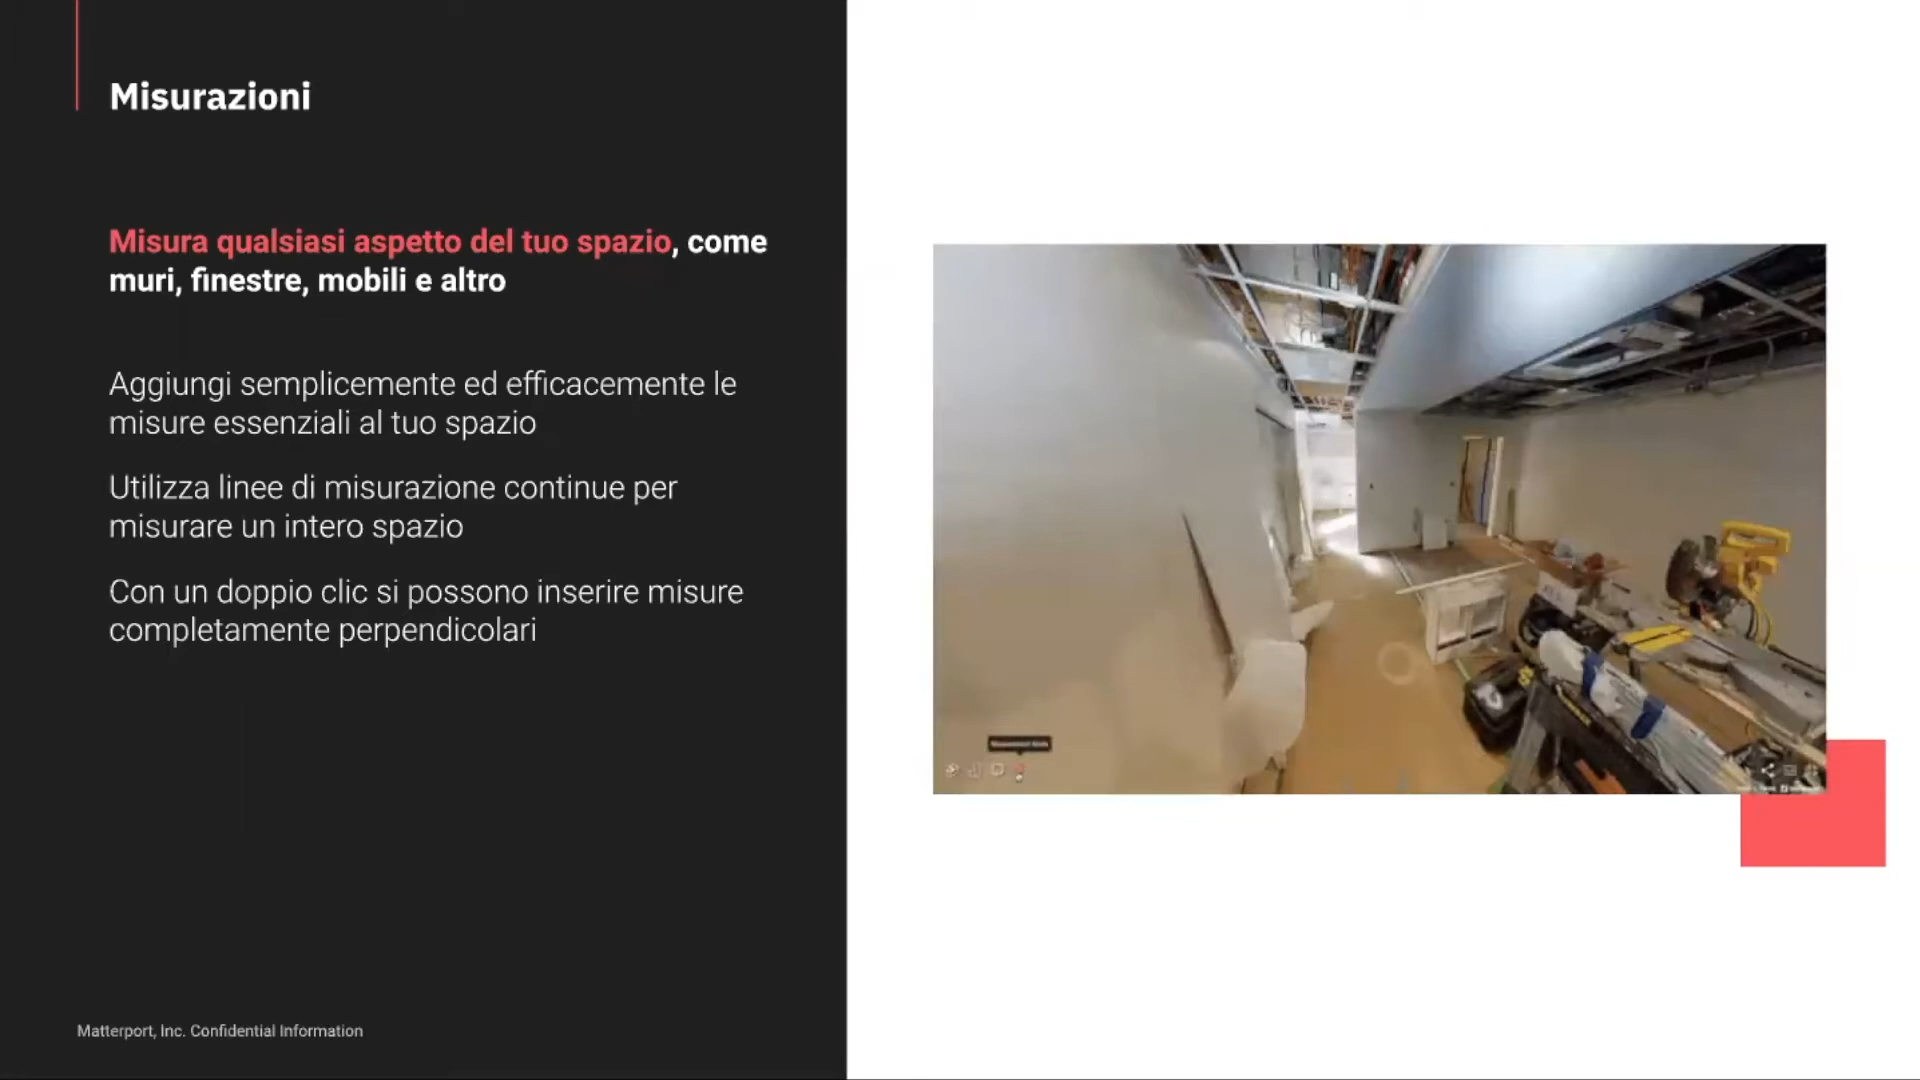 Misurazioni
Misura qualsiasi aspetto del tuo spazio, come
muri, finestre, mobili e altro
Aggiungi semplicemente ed efficacemente le
misure essenziali al tuo spazio
Utilizza linee di misurazione continue per
misurare un intero spazio
Con un doppio clic si possono inserire misure
completamente perpendicolari
Matterport, Inc. Confidential Information